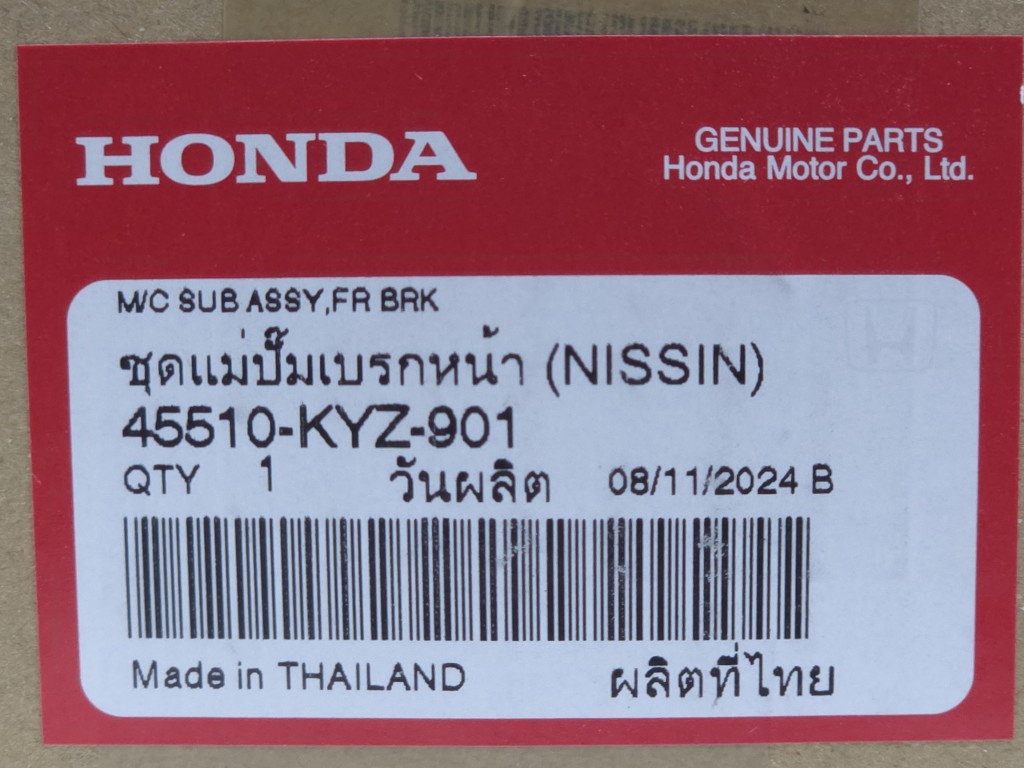 HONDA
GENUINE PARTS
Honda Motor Co., Ltd.
M/C SUB ASSY,FR BRK
ชุดแม่ปั๊มเบรกหน้า (NISSIN)
45510-KYZ-901
QTY 1 วันผลิต 08/11/2024 B
Made in THAILAND ผลิตที่ไทย